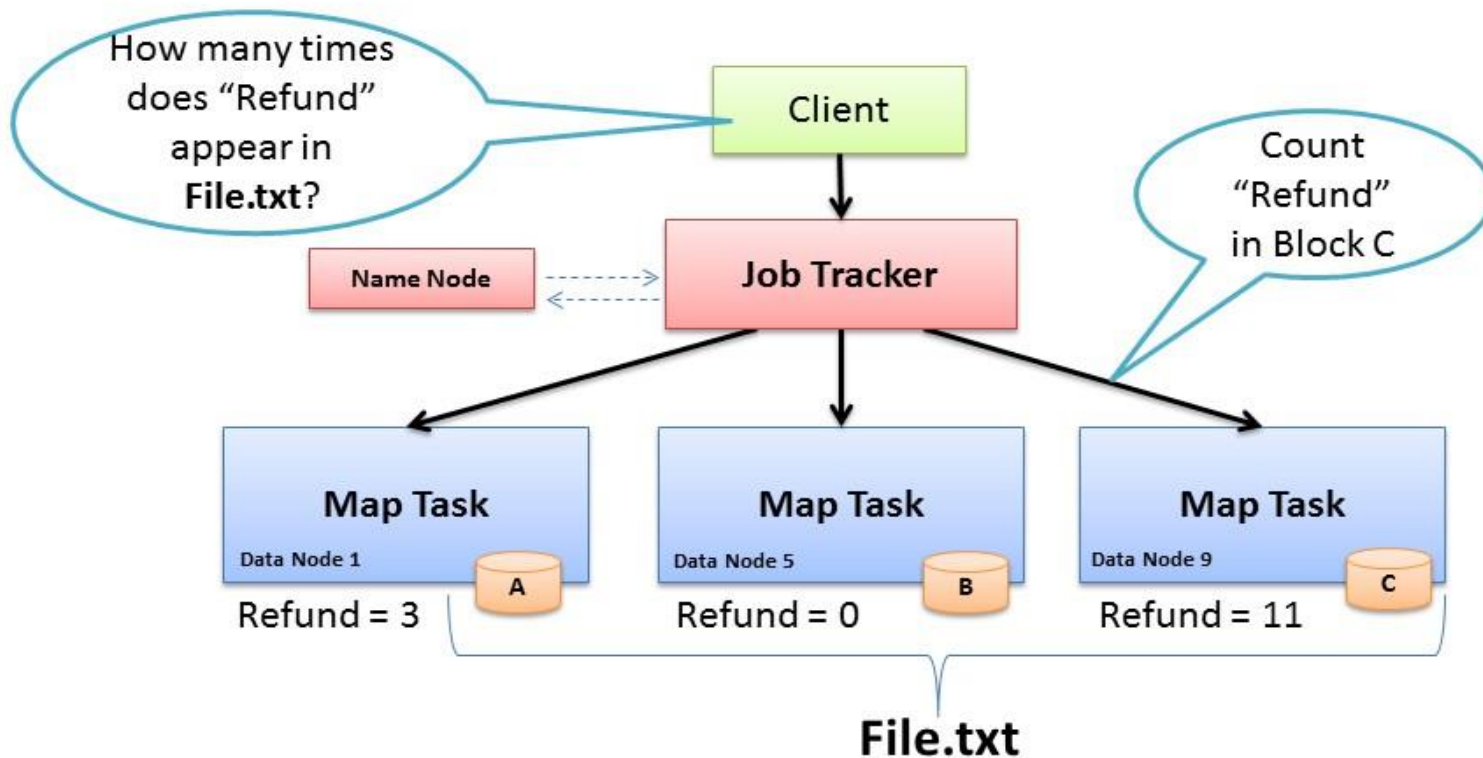 How many times
does “Refund”
appear in
File.txt?
Client
Count
“Refund”
in Block C
Name Node
Job Tracker
Map Task
Data Node 1
A
Map Task
Data Node 5
B
Map Task
Data Node 9
C
Refund = 3
Refund = 0
Refund = 11
File.txt